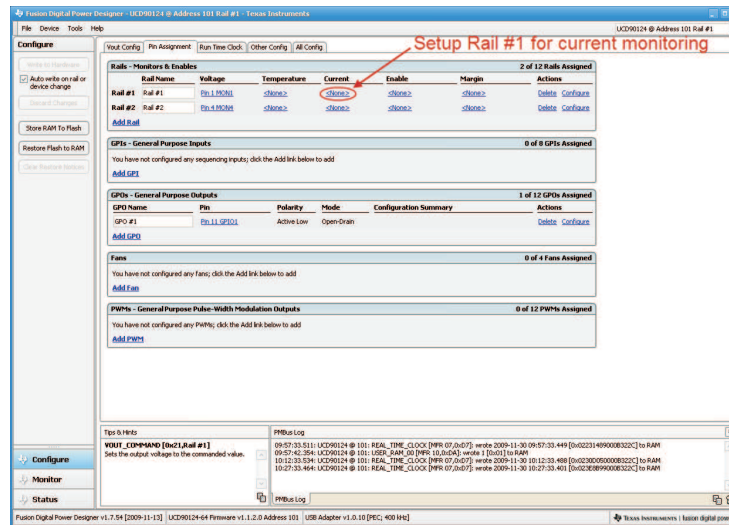 Fusion Digital Power Designer - UCD90124 @ Address 101 Rail #1 - Texas Instruments
File Device Tools Help
UCD90124 @ Address 101 Rail #1
Configure
Write to Hardware
Auto write on rail or device change
Discard Changes
Store RAM To Flash
Restore Flash to RAM
Vout Config Pin Assignment Run Time Clock Other Config All Config
Setup Rail #1 for current monitoring
Rails - Monitors & Enables 2 of 12 Rails Assigned
Rail Name Voltage Temperature Current Enable Margin Actions
Rail #1 Rail #1 Pin 1 MON1 <None> <None> <None> <None> Delete Configure
Rail #2 Rail #2 Pin 4 MON4 <None> <None> <None> <None> Delete Configure
Add Rail
GPIs - General Purpose Inputs 0 of 8 GPIs Assigned
You have not configured any sequencing inputs; click the Add link below to add
Add GPI
GPOs - General Purpose Outputs 1 of 12 GPOs Assigned
GPO Name Pin Polarity Mode Configuration Summary Actions
GPO #1 Pin 11 GPIO1 Active Low Open-Drain Delete Configure
Add GPO
Fans 0 of 4 Fans Assigned
You have not configured any fans; click the Add link below to add
Add Fan
PWMs - General Purpose Pulse-Width Modulation Outputs 0 of 12 PWMs Assigned
You have not configured any PWMs; click the Add link below to add
Add PWM
Tips & Hints
VOUT_COMMAND [0x21,Rail #1]
Sets the output voltage to the commanded value.
PMBus Log
09:57:33.511: UCD90124 @ 101: REAL_TIME_CLOCK [MFR 07,0xD7]: wrote 2009-11-30 09:57:33.449 [0x02231489000B322C] to RAM
09:57:42.354: UCD90124 @ 101: USER_RAM_00 [MFR 10,0xDA]: wrote 1 [0x01] to RAM
10:12:33.534: UCD90124 @ 101: REAL_TIME_CLOCK [MFR 07,0xD7]: wrote 2009-11-30 10:12:33.488 [0x0230D050000B322C] to RAM
10:27:33.464: UCD90124 @ 101: REAL_TIME_CLOCK [MFR 07,0xD7]: wrote 2009-11-30 10:27:33.401 [0x023E8B99000B322C] to RAM
PMBus Log
Configure
Monitor
Status
Fusion Digital Power Designer v1.7.54 [2009-11-13] UCD90124-64 Firmware v1.1.2.0 Address 101 USB Adapter v1.0.10 [PEC; 400 kHz] TEXAS INSTRUMENTS | fusion digital power